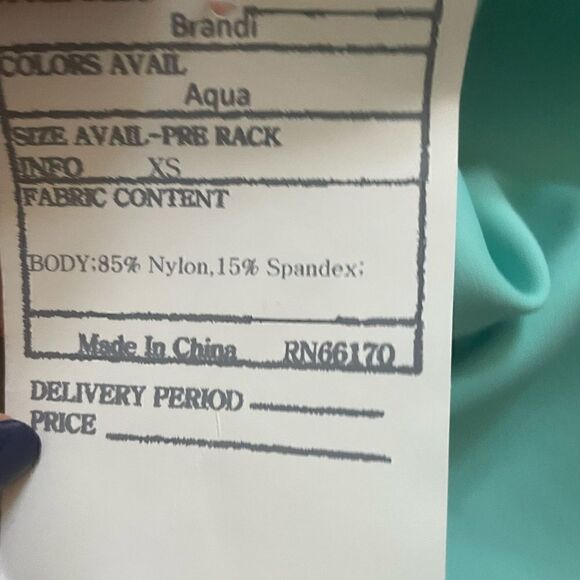 Brandi
COLORS AVAIL
Aqua
SIZE AVAIL-PRE RACK
INFO XS
FABRIC CONTENT
BODY:85% Nylon,15% Spandex;
Made In China RN66170
DELIVERY PERIOD
PRICE